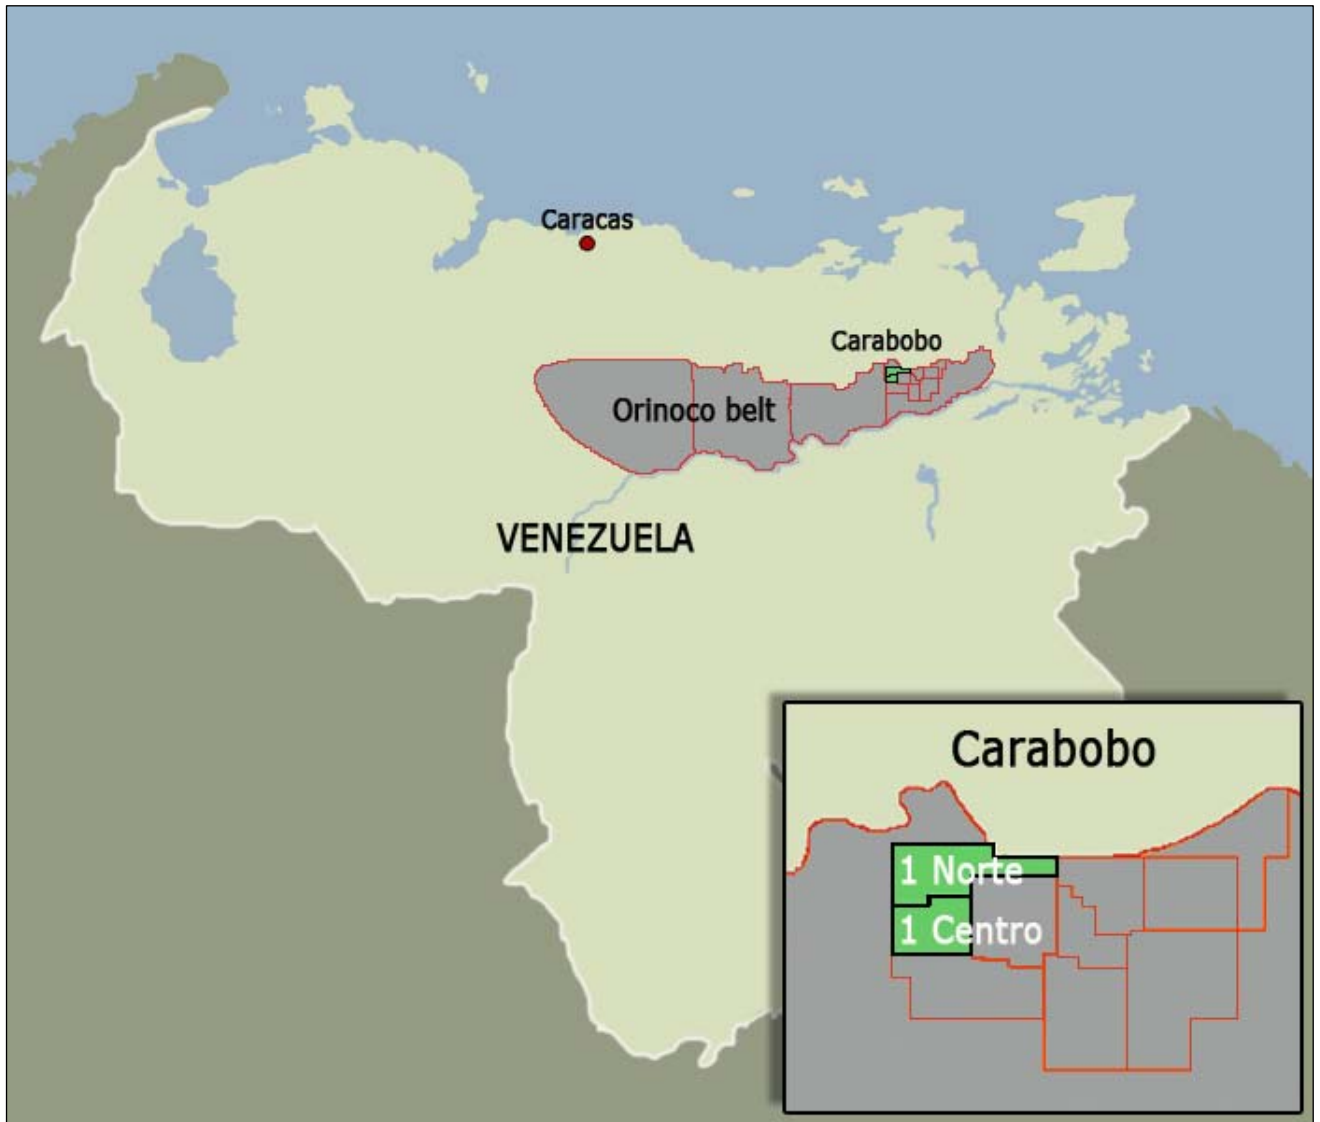 Caracas
Carabobo
Orinoco belt
VENEZUELA
Carabobo
1 Norte
1 Centro